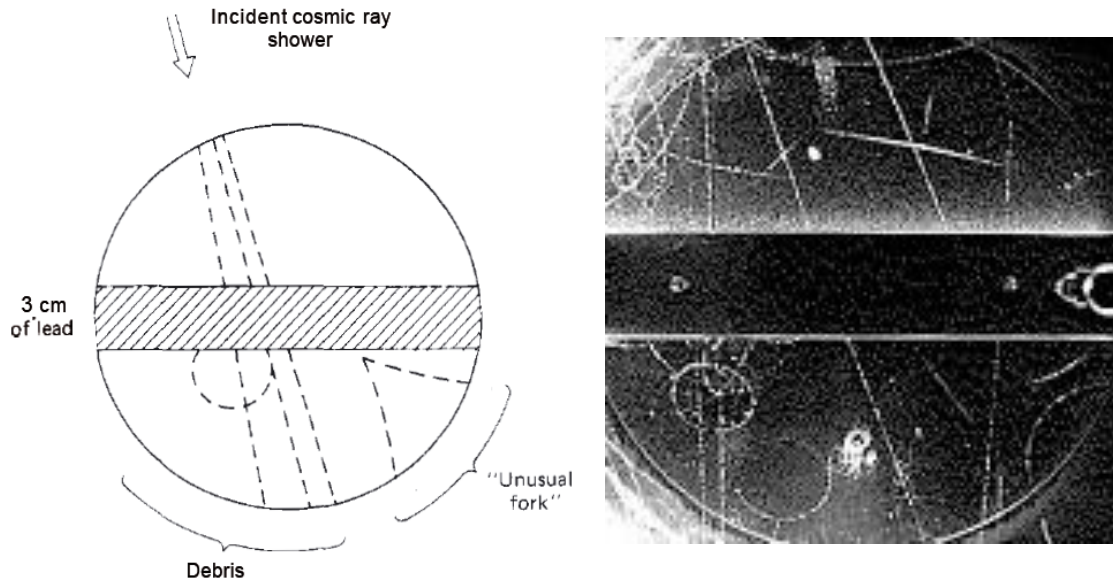 Incident cosmic ray
shower
3 cm
of lead
"Unusual
fork"
Debris